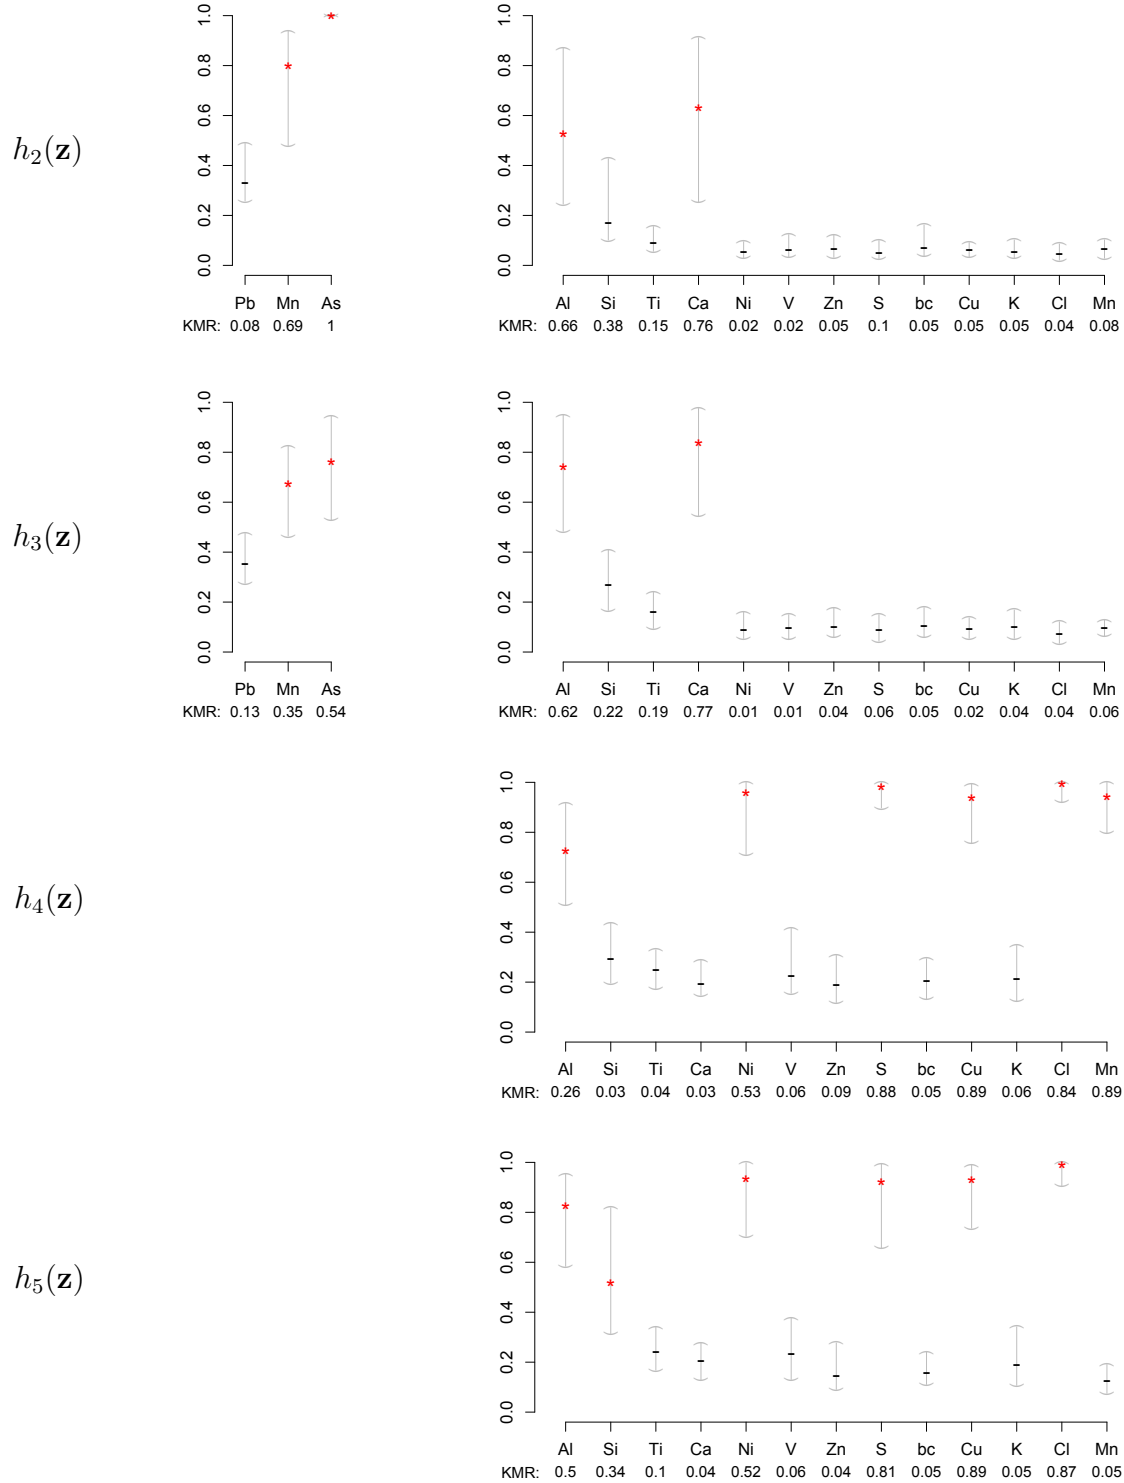 h₂(z)
0.0 0.2 0.4 0.6 0.8 1.0
Pb Mn As
KMR: 0.08 0.69 1
0.0 0.2 0.4 0.6 0.8 1.0
Al Si Ti Ca Ni V Zn S bc Cu K Cl Mn
KMR: 0.66 0.38 0.15 0.76 0.02 0.02 0.05 0.1 0.05 0.05 0.05 0.04 0.08
h₃(z)
0.0 0.2 0.4 0.6 0.8 1.0
Pb Mn As
KMR: 0.13 0.35 0.54
0.0 0.2 0.4 0.6 0.8 1.0
Al Si Ti Ca Ni V Zn S bc Cu K Cl Mn
KMR: 0.62 0.22 0.19 0.77 0.01 0.01 0.04 0.06 0.05 0.02 0.04 0.04 0.06
h₄(z)
0.0 0.2 0.4 0.6 0.8 1.0
Al Si Ti Ca Ni V Zn S bc Cu K Cl Mn
KMR: 0.26 0.03 0.04 0.03 0.53 0.06 0.09 0.88 0.05 0.89 0.06 0.84 0.89
h₅(z)
0.0 0.2 0.4 0.6 0.8 1.0
Al Si Ti Ca Ni V Zn S bc Cu K Cl Mn
KMR: 0.5 0.34 0.1 0.04 0.52 0.06 0.04 0.81 0.05 0.89 0.05 0.87 0.05